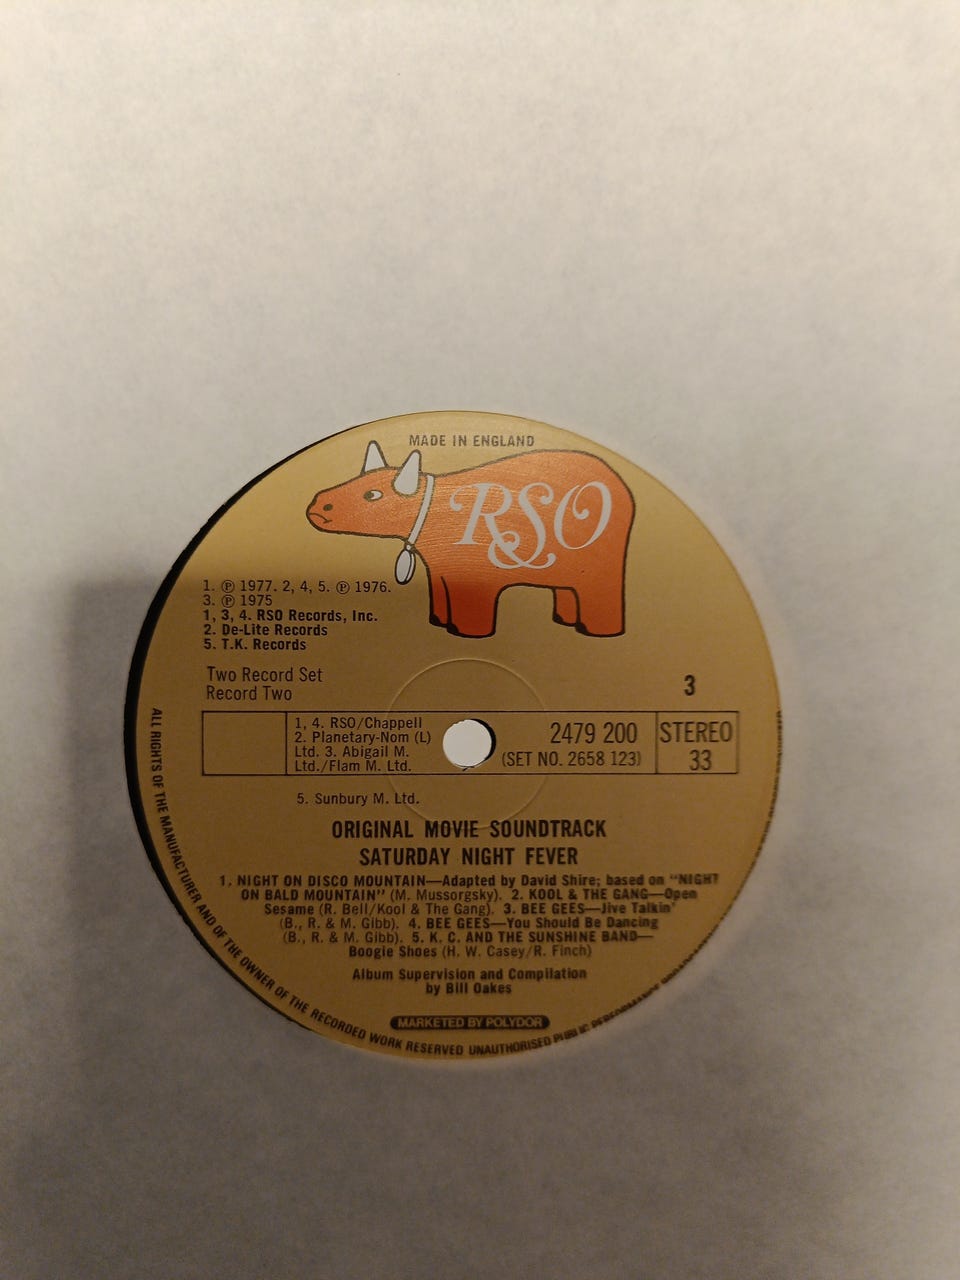 MADE IN ENGLAND
RSO
1. Ⓟ 1977. 2, 4, 5. Ⓟ 1976.
3. Ⓟ 1975
1, 3, 4. RSO Records, Inc.
2. De-Lite Records
5. T.K. Records
Two Record Set
Record Two
3
1, 4. RSO/Chappell
2. Planetary-Nom (L)
Ltd. 3. Abigail M.
Ltd./Flam M. Ltd.
2479 200
(SET NO. 2658 123)
STEREO
33
5. Sunbury M. Ltd.
ORIGINAL MOVIE SOUNDTRACK
SATURDAY NIGHT FEVER
1. NIGHT ON DISCO MOUNTAIN—Adapted by David Shire; based on "NIGHT
ON BALD MOUNTAIN" (M. Mussorgsky). 2. KOOL & THE GANG—Open
Sesame (R. Bell/Kool & The Gang). 3. BEE GEES—Jive Talkin'
(B., R. & M. Gibb). 4. BEE GEES—You Should Be Dancing
(B., R. & M. Gibb). 5. K. C. AND THE SUNSHINE BAND—
Boogie Shoes (H. W. Casey/R. Finch)
Album Supervision and Compilation
by Bill Oakes
MARKETED BY POLYDOR
ALL RIGHTS OF THE MANUFACTURER AND OF THE OWNER OF THE RECORDED WORK RESERVED UNAUTHORISED PUBLIC PERFORMANCE